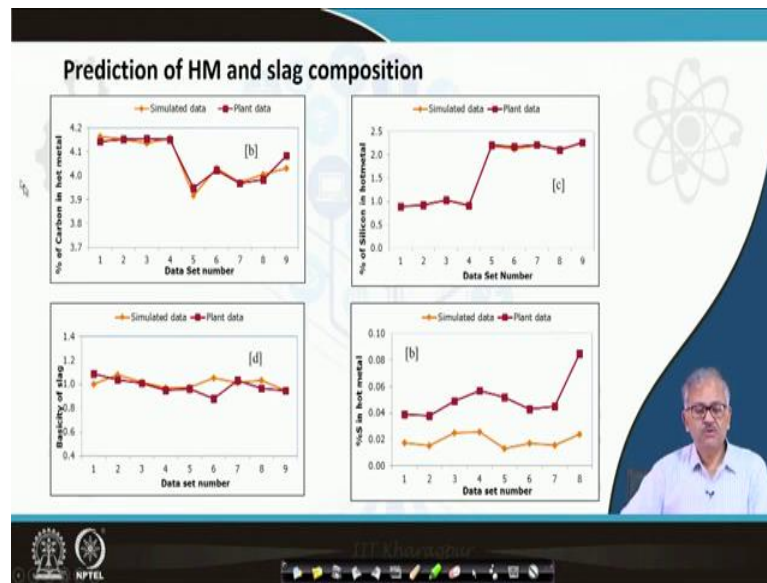 Prediction of HM and slag composition
Simulated data Plant data
[b]
% of Carbon in hot metal
4.2
4.1
4.0
3.9
3.7
1 2 3 4 5 6 7 8 9
Data Set number
Simulated data Plant data
[c]
% of Silicon in hotmetal
2.5
2.0
1.5
1.0
0.5
0.0
1 2 3 4 5 6 7 8 9
Data Set Number
Simulated data Plant data
[d]
Basicity of slag
1.4
1.2
1.0
0.8
0.6
0.4
1 2 3 4 5 6 7 8 9
Data set number
Simulated data Plant data
[b]
%S in hot metal
0.10
0.08
0.06
0.04
0.02
0.00
1 2 3 4 5 6 7 8
Data set number
IIT Kharagpur
NPTEL